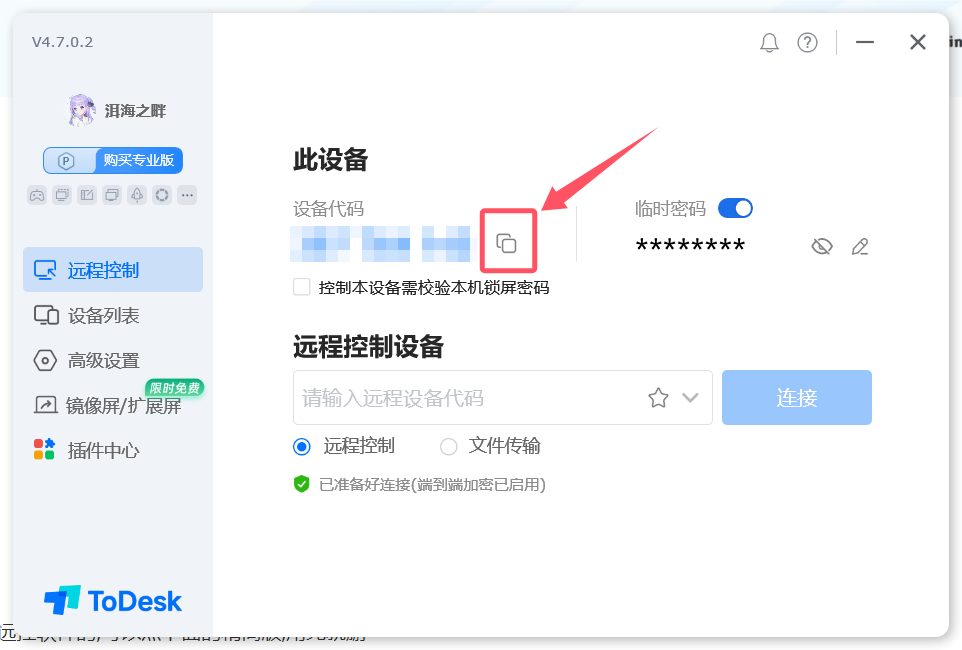 V4.7.0.2
in
洱海之畔
P 购买专业版
此设备
设备代码
临时密码
********
控制本设备需校验本机锁屏密码
远程控制
设备列表
高级设置
限时免费
镜像屏/扩展屏
插件中心
远程控制设备
请输入远程设备代码
连接
远程控制
文件传输
已准备好连接(端到端加密已启用)
ToDesk